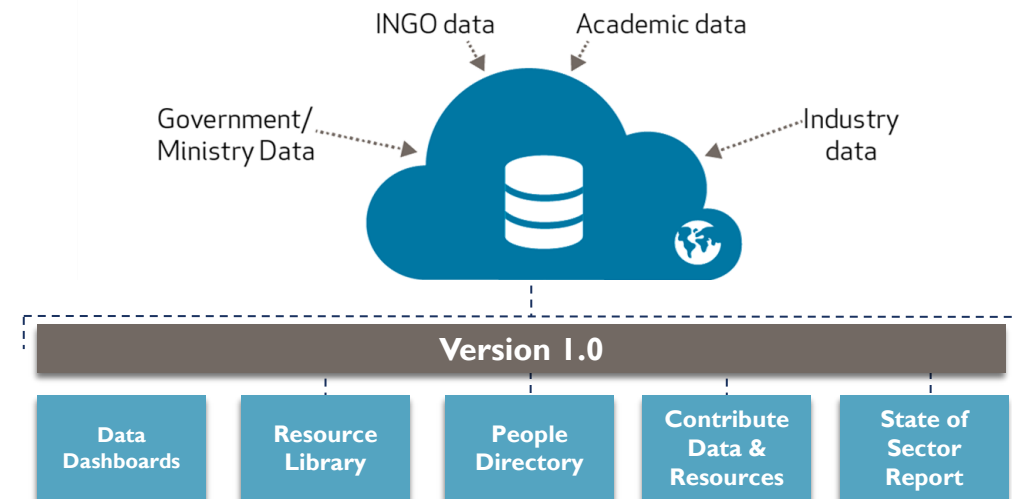 INGO data
Academic data
Government/
Ministry Data
Industry
data
Version 1.0
Data
Dashboards
Resource
Library
People
Directory
Contribute
Data &
Resources
State of
Sector
Report